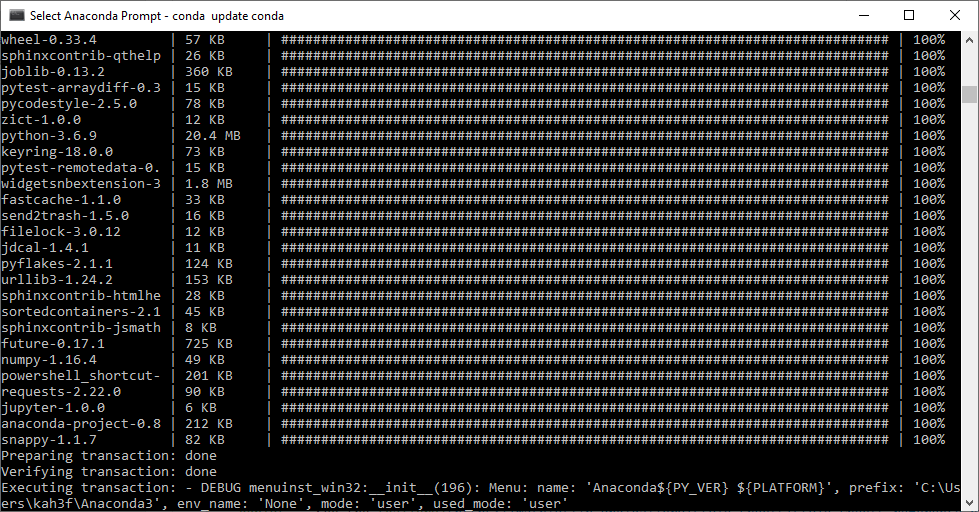 Select Anaconda Prompt - conda  update conda
wheel-0.33.4         | 57 KB     | ############################################################################ | 100%
sphinxcontrib-qthelp | 26 KB     | ############################################################################ | 100%
joblib-0.13.2        | 360 KB    | ############################################################################ | 100%
pytest-arraydiff-0.3 | 15 KB     | ############################################################################ | 100%
pycodestyle-2.5.0    | 78 KB     | ############################################################################ | 100%
zict-1.0.0           | 12 KB     | ############################################################################ | 100%
python-3.6.9         | 20.4 MB   | ############################################################################ | 100%
keyring-18.0.0       | 73 KB     | ############################################################################ | 100%
pytest-remotedata-0. | 15 KB     | ############################################################################ | 100%
widgetsnbextension-3 | 1.8 MB    | ############################################################################ | 100%
fastcache-1.1.0      | 33 KB     | ############################################################################ | 100%
send2trash-1.5.0     | 16 KB     | ############################################################################ | 100%
filelock-3.0.12      | 12 KB     | ############################################################################ | 100%
jdcal-1.4.1          | 11 KB     | ############################################################################ | 100%
pyflakes-2.1.1       | 124 KB    | ############################################################################ | 100%
urllib3-1.24.2       | 153 KB    | ############################################################################ | 100%
sphinxcontrib-htmlhe | 28 KB     | ############################################################################ | 100%
sortedcontainers-2.1 | 45 KB     | ############################################################################ | 100%
sphinxcontrib-jsmath | 8 KB      | ############################################################################ | 100%
future-0.17.1        | 725 KB    | ############################################################################ | 100%
numpy-1.16.4         | 49 KB     | ############################################################################ | 100%
powershell_shortcut- | 201 KB    | ############################################################################ | 100%
requests-2.22.0      | 90 KB     | ############################################################################ | 100%
jupyter-1.0.0        | 6 KB      | ############################################################################ | 100%
anaconda-project-0.8 | 212 KB    | ############################################################################ | 100%
snappy-1.1.7         | 82 KB     | ############################################################################ | 100%
Preparing transaction: done
Verifying transaction: done
Executing transaction: - DEBUG menuinst_win32:__init__(196): Menu: name: 'Anaconda${PY_VER} ${PLATFORM}', prefix: 'C:\Us
ers\kah3f\Anaconda3', env_name: 'None', mode: 'user', used_mode: 'user'